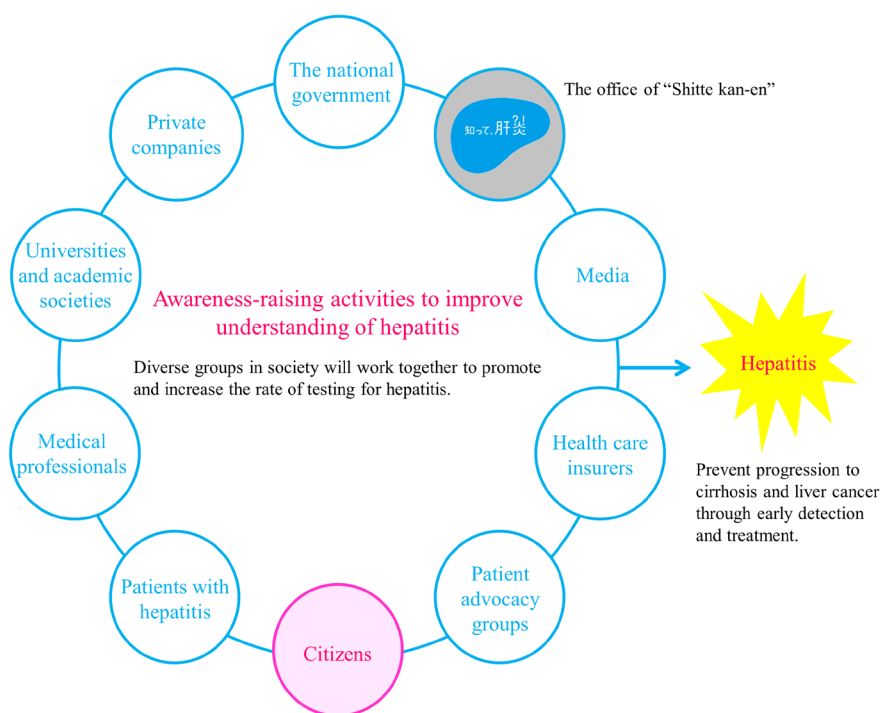 The national
government
The office of “Shitte kan-en”
知って、肝炎?!
Private
companies
Universities
and academic
societies
Media
Awareness-raising activities to improve
understanding of hepatitis
Diverse groups in society will work together to promote
and increase the rate of testing for hepatitis.
Hepatitis
Medical
professionals
Health care
insurers
Prevent progression to
cirrhosis and liver cancer
through early detection
and treatment.
Patients with
hepatitis
Patient
advocacy
groups
Citizens